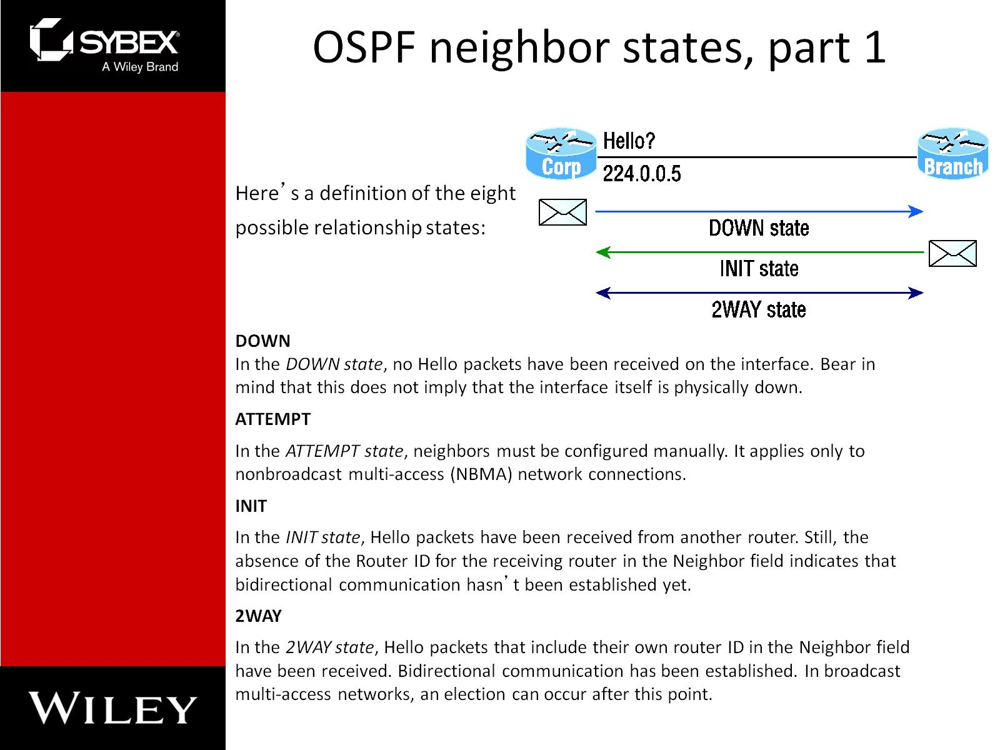 SYBEX®
A Wiley Brand
OSPF neighbor states, part 1
Hello?
Corp
Branch
224.0.0.5
Here’s a definition of the eight
possible relationship states:
DOWN state
INIT state
2WAY state
DOWN
In the DOWN state, no Hello packets have been received on the interface. Bear in
mind that this does not imply that the interface itself is physically down.
ATTEMPT
In the ATTEMPT state, neighbors must be configured manually. It applies only to
nonbroadcast multi-access (NBMA) network connections.
INIT
In the INIT state, Hello packets have been received from another router. Still, the
absence of the Router ID for the receiving router in the Neighbor field indicates that
bidirectional communication hasn’t been established yet.
2WAY
In the 2WAY state, Hello packets that include their own router ID in the Neighbor field
have been received. Bidirectional communication has been established. In broadcast
multi-access networks, an election can occur after this point.
WILEY